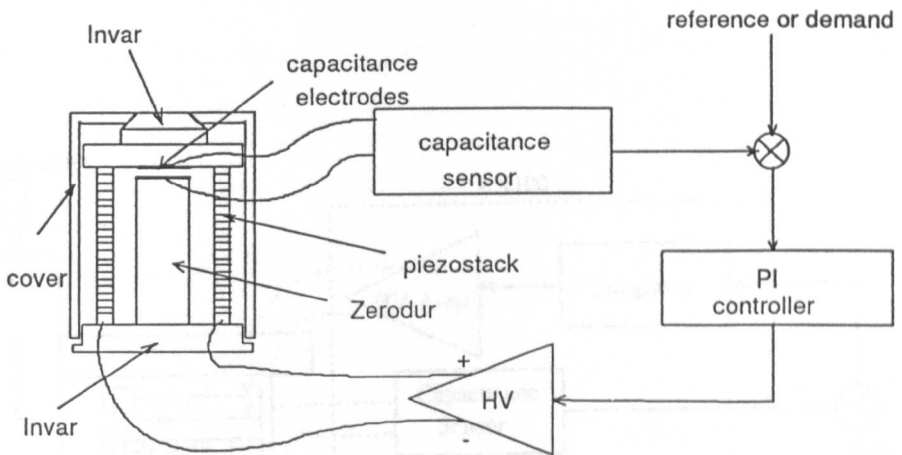 reference or demand
Invar
capacitance
electrodes
capacitance
sensor
cover
piezostack
Zerodur
PI
controller
+
HV
-
Invar